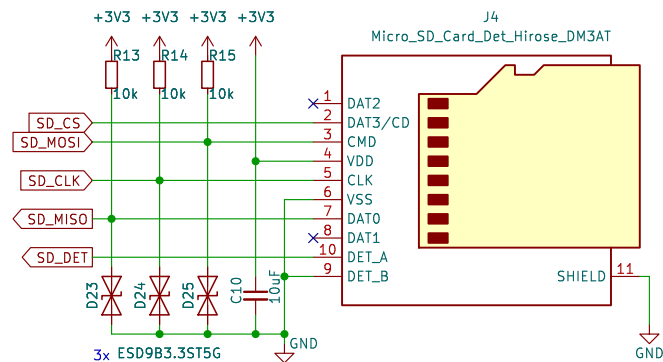 +3V3 +3V3 +3V3 +3V3
J4
Micro_SD_Card_Det_Hirose_DM3AT
R13 R14 R15
10k 10k 10k
1 DAT2
SD_CS 2 DAT3/CD
SD_MOSI 3 CMD
4 VDD
SD_CLK 5 CLK
6 VSS
SD_MISO 7 DAT0
8 DAT1
SD_DET 10 DET_A
9 DET_B
SHIELD 11
D23 D24 D25 C10 10uF
GND
GND
3x ESD9B3.3ST5G